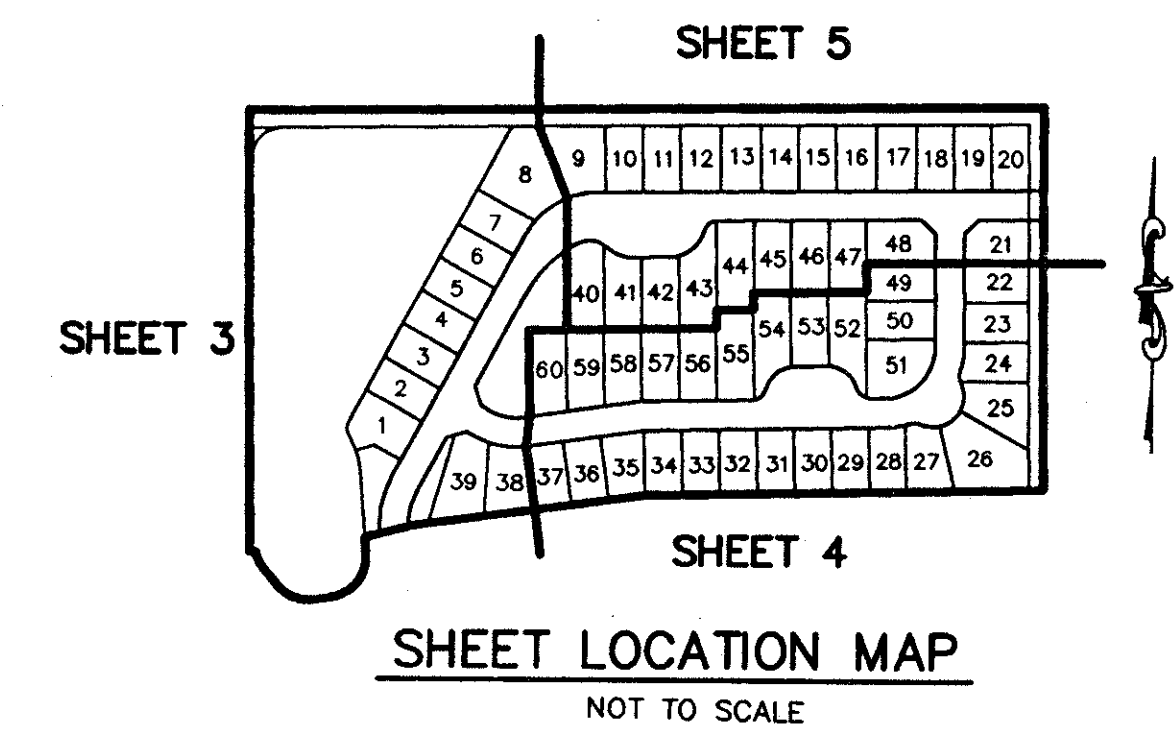 SHEET 5
8 9 10 11 12 13 14 15 16 17 18 19 20
7
6 48 21
44 45 46 47
5 40 41 42 43 49 22
4
SHEET 3
3 54 53 52 50 23
60 59 58 57 56 55 51 24
2
1 25
39 38 37 36 35 34 33 32 31 30 29 28 27 26
SHEET 4
SHEET LOCATION MAP
NOT TO SCALE